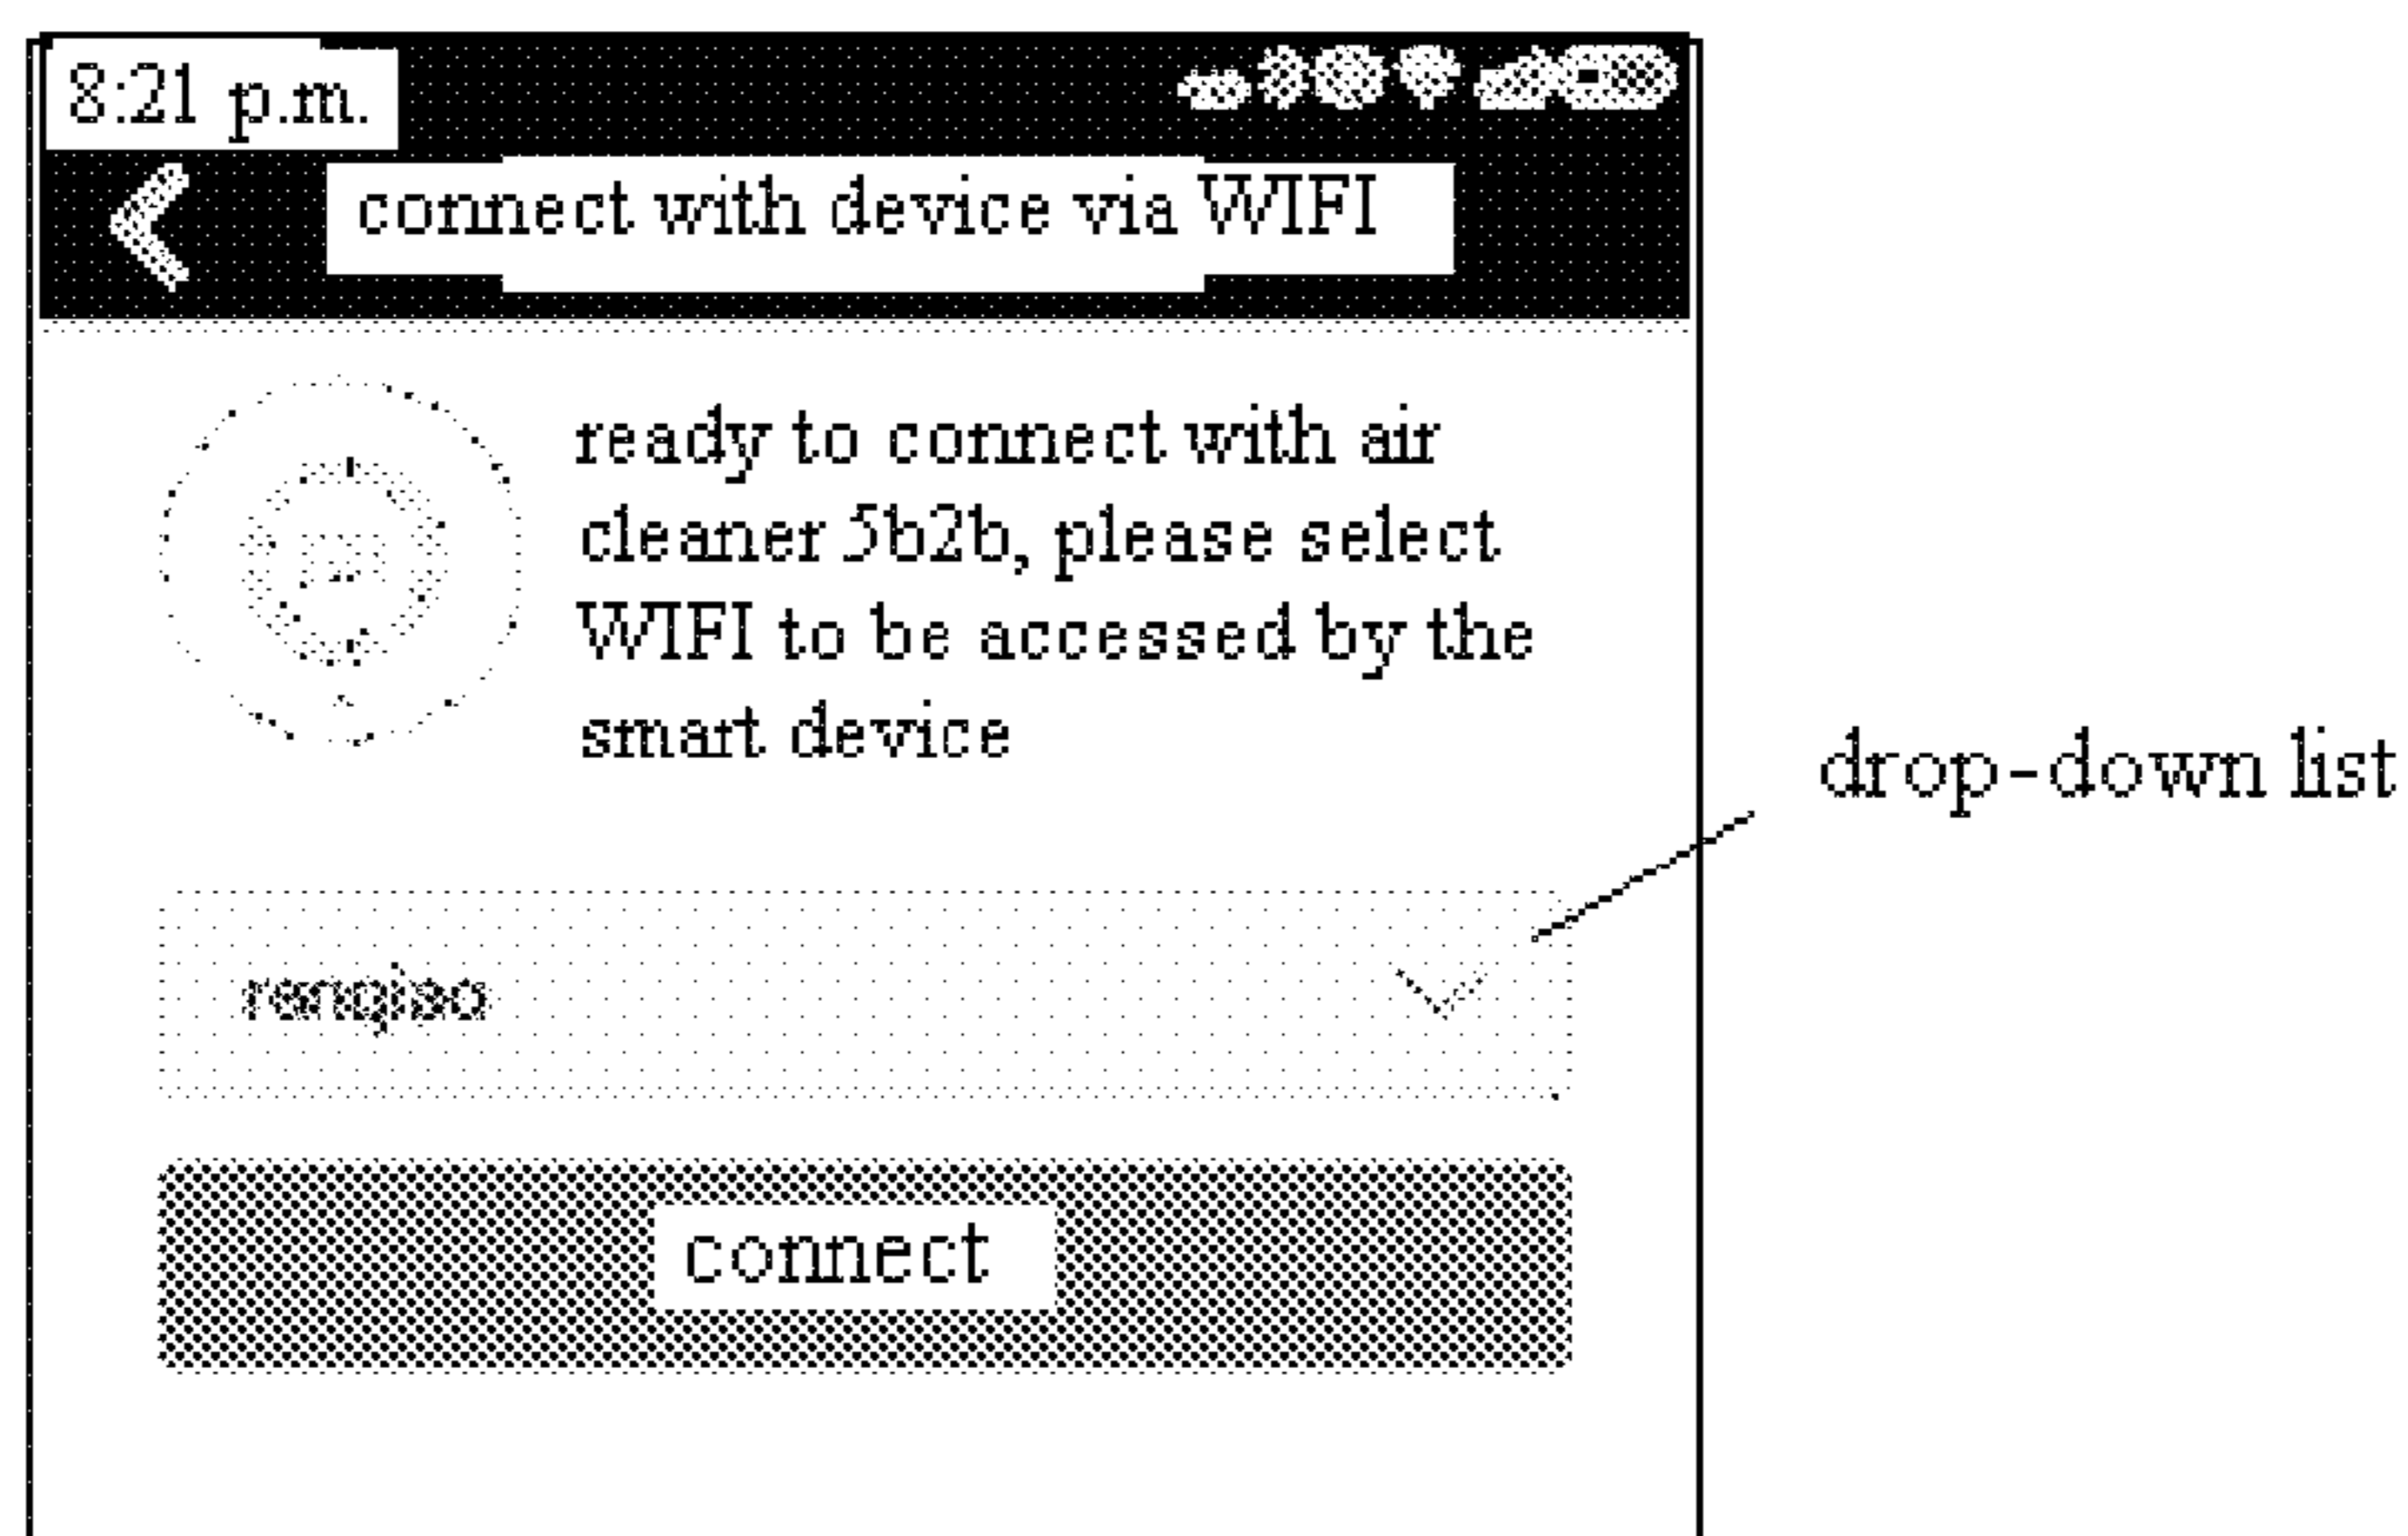 8:21 p.m.
connect with device via WIFI
ready to connect with air
cleaner 5b2b, please select
WIFI to be accessed by the
smart device
drop-down list
connect